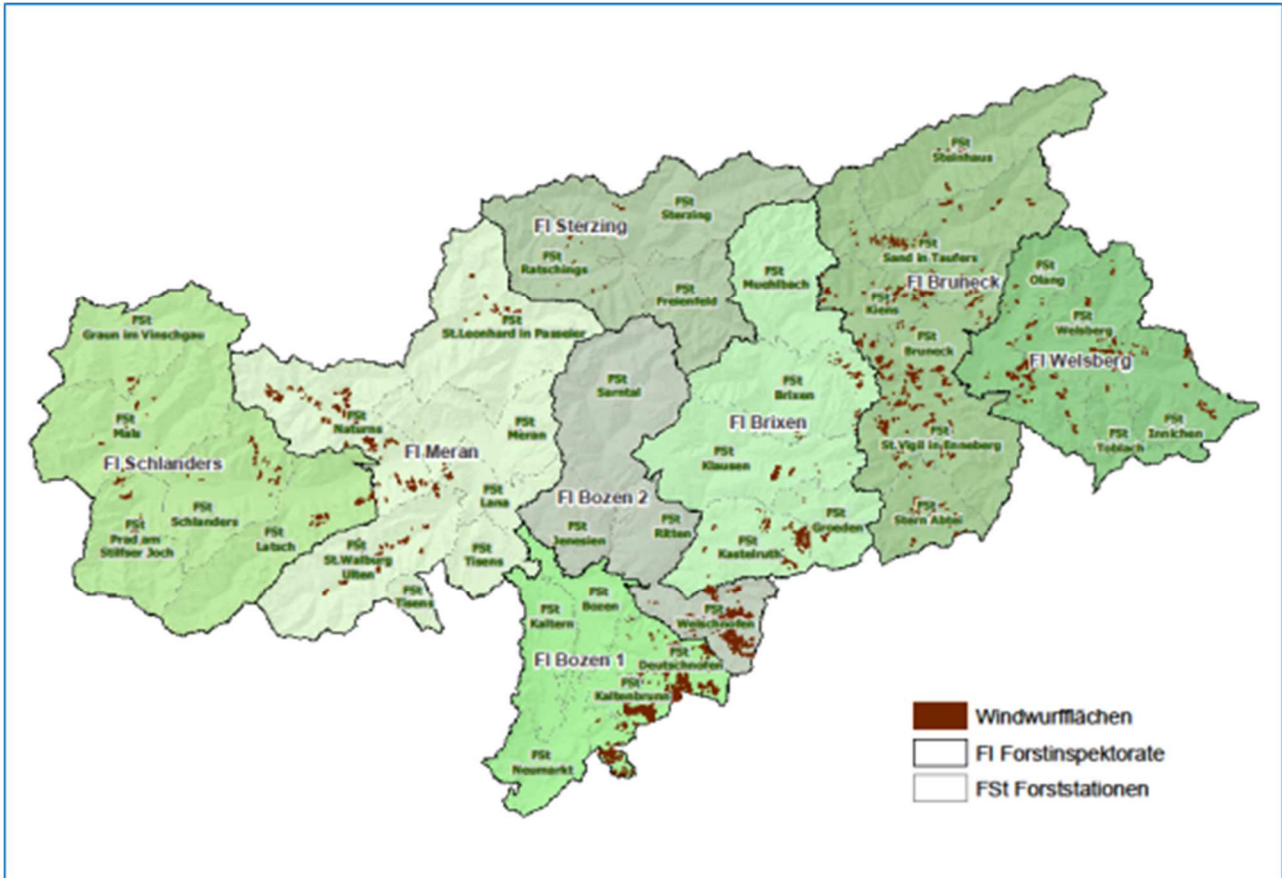 FSt
Steinhaus
FSt
Sterzing
FI Sterzing
FSt
Ratschings
FSt
Sand in Taufers
FSt
Muehlbach
FSt
Olang
FI Bruneck
FSt
Freienfeld
FSt
Kiens
FSt
Graun im Vinschgau
FSt
St.Leonhard in Passeier
FSt
Welsberg
FSt
Bruneck
FI Welsberg
FSt
Sarntal
FSt
Brixen
FSt
Mals
FSt
Naturns
FSt
Meran
FI Brixen
FSt
Innichen
FSt
Toblach
FSt
St.Vigil in Enneberg
FI Schlanders
FI Meran
FSt
Klausen
FSt
Lana
FI Bozen 2
FSt
Schlanders
FSt
Stern Abtei
FSt
Prad am
Stilfser Joch
FSt
Latsch
FSt
Jenesien
FSt
Ritten
FSt
Groeden
FSt
Kastelruth
FSt
St.Walburg
Ulten
FSt
Tisens
FSt
Tisens
FSt
Bozen
FSt
Kaltern
FSt
Welschnofen
FI Bozen 1
FSt
Deutschnofen
FSt
Kaltenbrunn
FSt
Neumarkt
Windwurfflächen
FI Forstinspektorate
FSt Forststationen